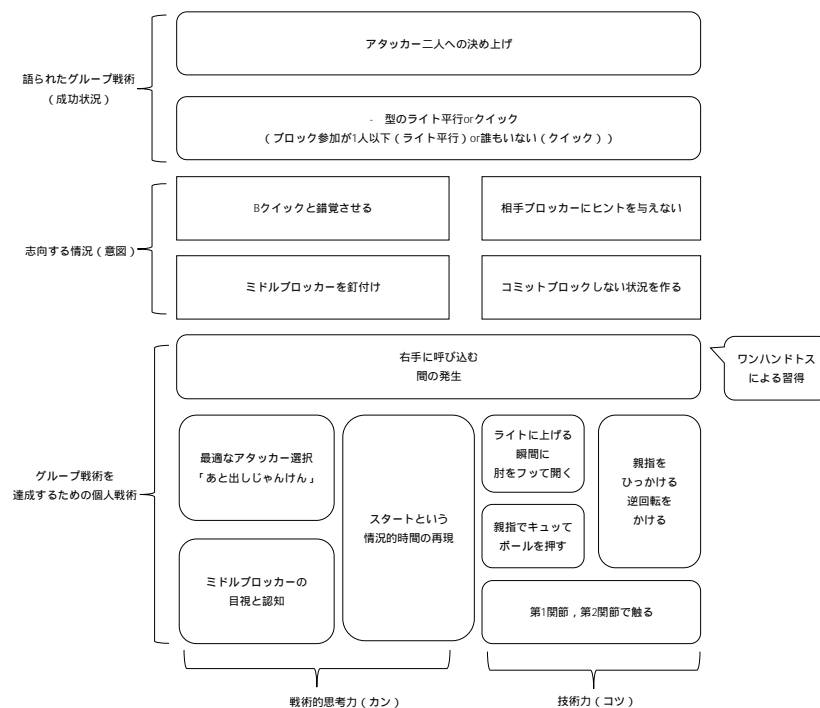 アタッカー二人への決め上げ
語られたグループ戦術
(成功状況)
- 型のライト平行orクイック
(ブロック参加が1人以下(ライト平行)or誰もいない(クイック))
Bクイックと錯覚させる
相手ブロッカーにヒントを与えない
志向する情況(意図)
ミドルブロッカーを釘付け
コミットブロックしない状況を作る
右手に呼び込む
間の発生
ワンハンドトス
による習得
グループ戦術を
達成するための個人戦術
最適なアタッカー選択
「あと出しじゃんけん」
ミドルブロッカーの
目視と認知
スタートという
情況的時間の再現
ライトに上げる
瞬間に
肘をフッて開く
親指でキュッて
ボールを押す
親指を
ひっかける
逆回転を
かける
第1関節,第2関節で触る
戦術的思考力(カン)
技術力(コツ)